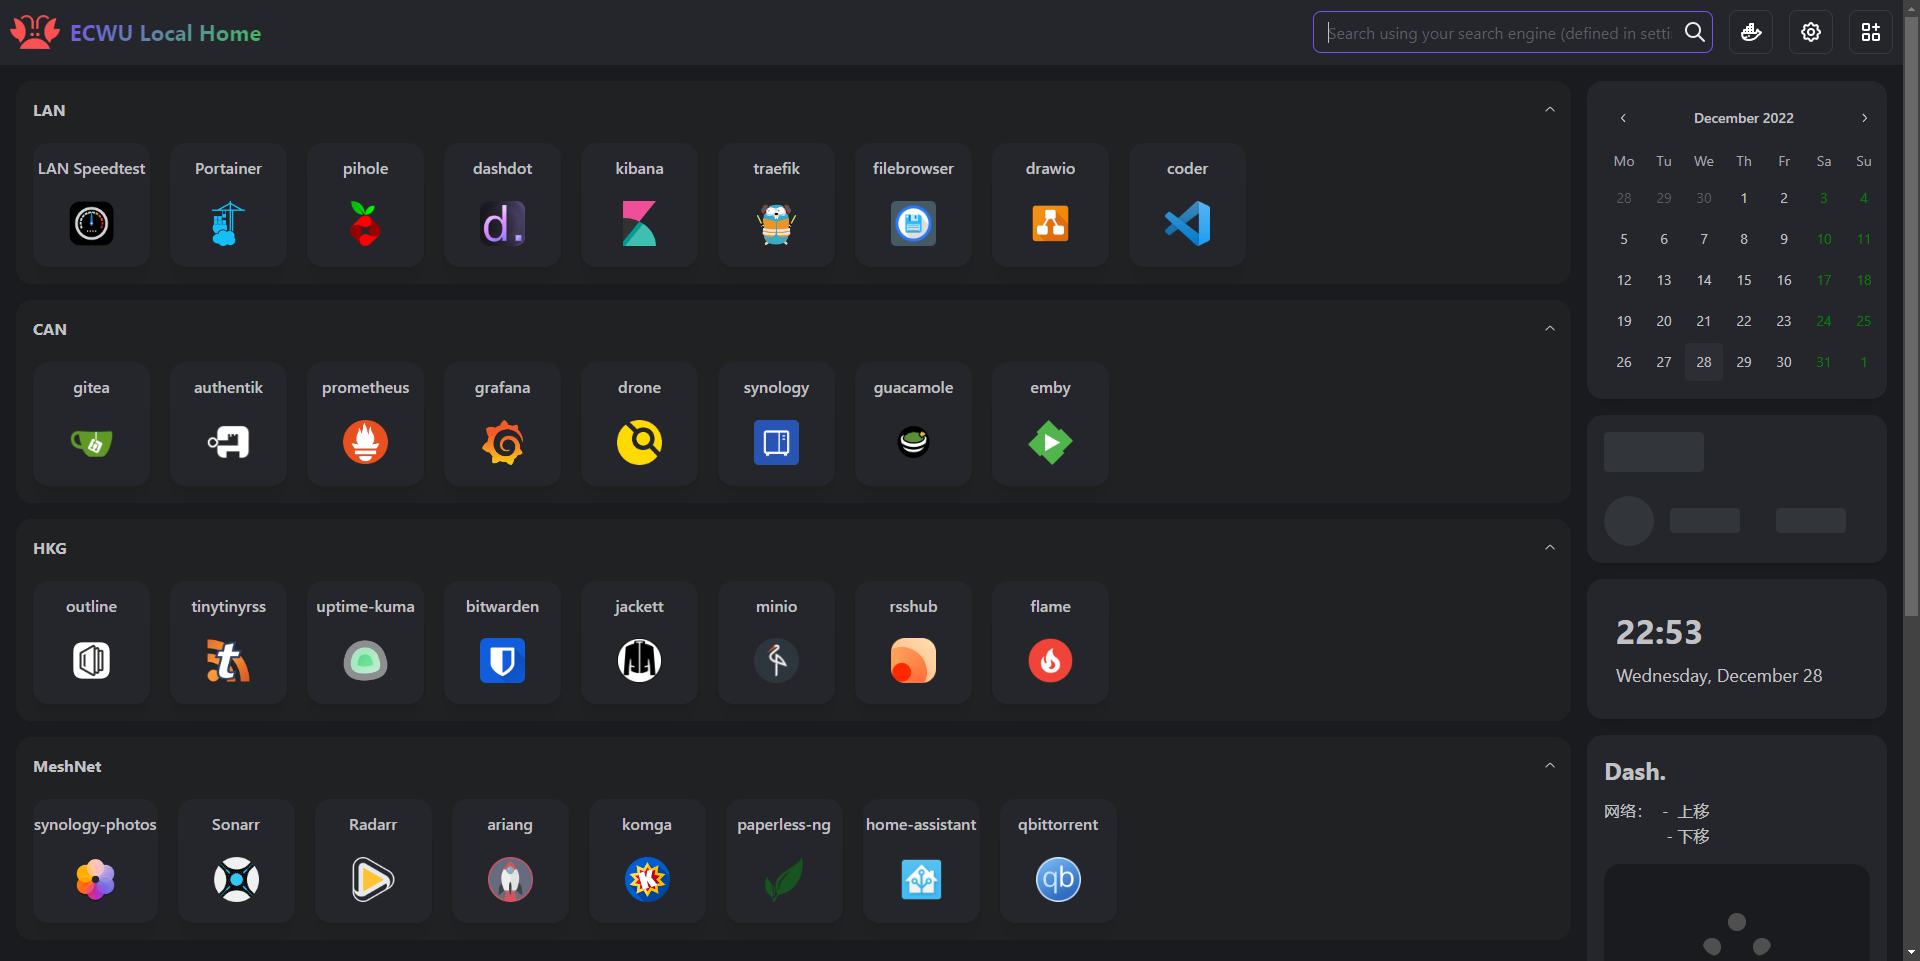 ECWU Local Home
Search using your search engine (defined in setti
LAN
LAN Speedtest Portainer pihole dashdot kibana traefik filebrowser drawio coder
d.
CAN
gitea authentik prometheus grafana drone synology guacamole emby
HKG
outline tinytinyrss uptime-kuma bitwarden jackett minio rsshub flame
t
MeshNet
synology-photos Sonarr Radarr ariang komga paperless-ng home-assistant qbittorrent
K
qb
December 2022
Mo Tu We Th Fr Sa Su
28 29 30 1 2 3 4
5 6 7 8 9 10 11
12 13 14 15 16 17 18
19 20 21 22 23 24 25
26 27 28 29 30 31 1
22:53
Wednesday, December 28
Dash.
网络: - 上移
- 下移